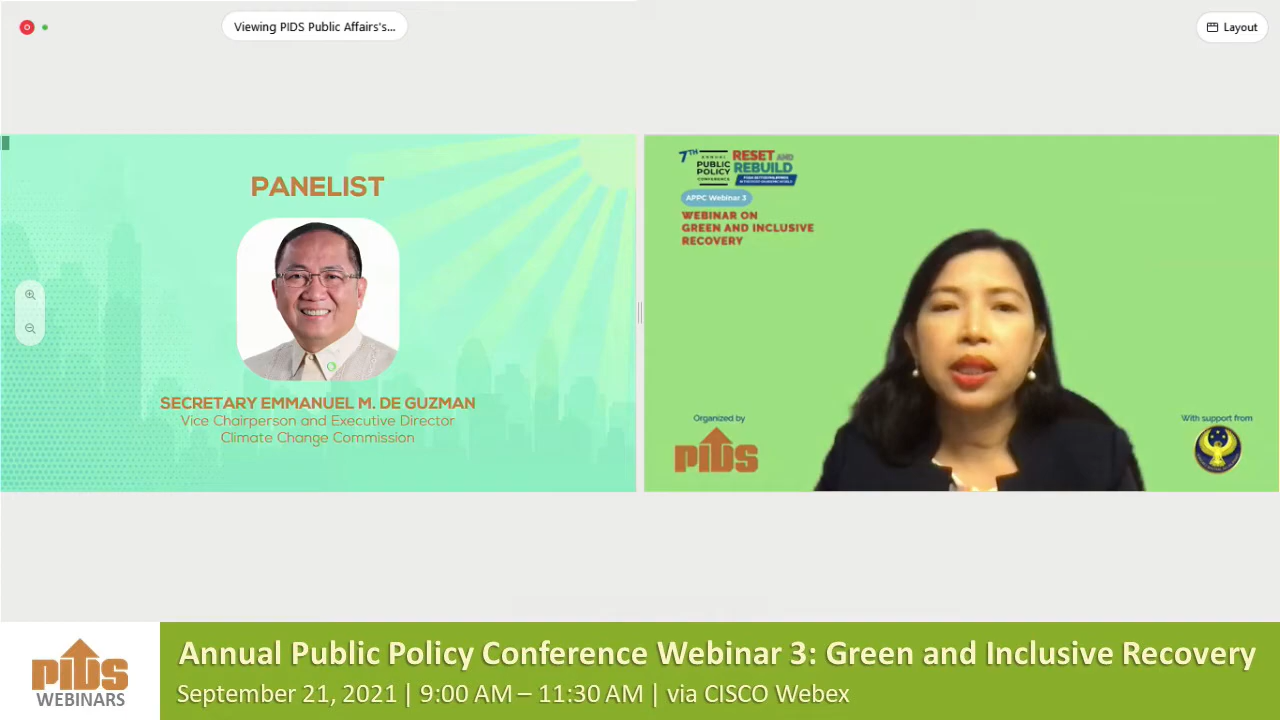 Viewing PIDS Public Affairs's...
Layout
PANELIST
SECRETARY EMMANUEL M. DE GUZMAN
Vice Chairperson and Executive Director
Climate Change Commission
7TH ANNUAL PUBLIC POLICY CONFERENCE
RESET AND REBUILD
APPC Webinar 3
WEBINAR ON
GREEN AND INCLUSIVE
RECOVERY
Organized by
PIDS
With support from
PIDS
WEBINARS
Annual Public Policy Conference Webinar 3: Green and Inclusive Recovery
September 21, 2021 | 9:00 AM – 11:30 AM | via CISCO Webex